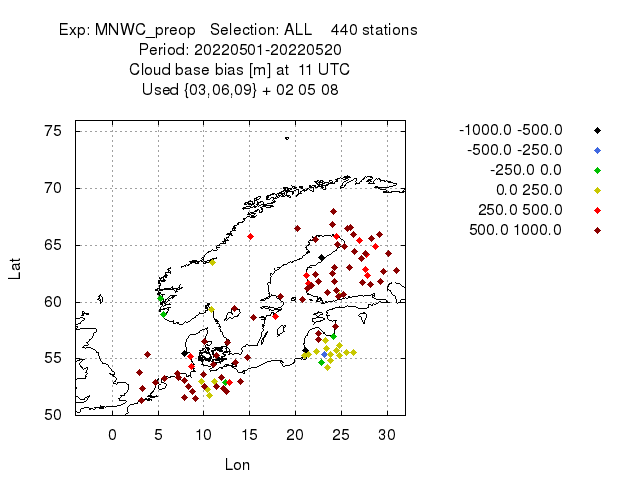 Exp: MNWC_preop Selection: ALL 440 stations
Period: 20220501-20220520
Cloud base bias [m] at 11 UTC
Used {03,06,09} + 02 05 08
-1000.0 -500.0
-500.0 -250.0
-250.0 0.0
0.0 250.0
250.0 500.0
500.0 1000.0
75
70
65
60
55
50
Lat
0 5 10 15 20 25 30
Lon